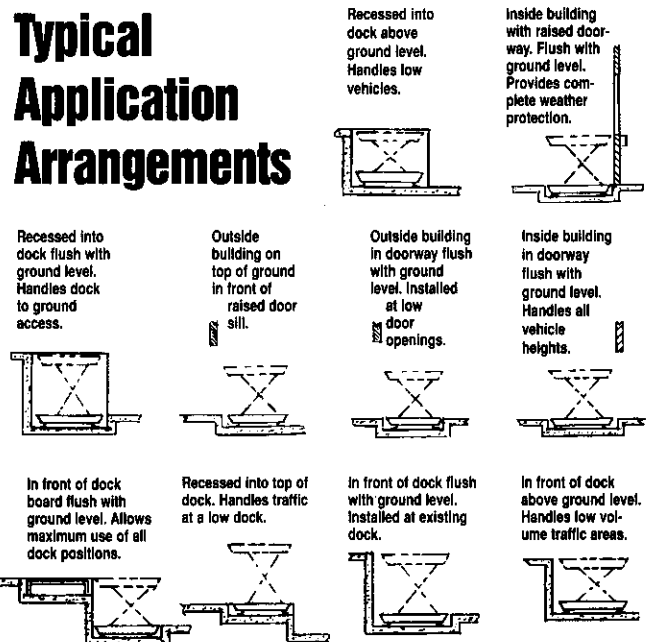 Typical
Application
Arrangements
Recessed into
dock above
ground level.
Handles low
vehicles.
Inside building
with raised door-
way. Flush with
ground level.
Provides com-
plete weather
protection.
Recessed into
dock flush with
ground level.
Handles dock
to ground
access.
Outside
building on
top of ground
in front of
raised door
sill.
Outside building
in doorway flush
with ground
level. Installed
at low
door
openings.
Inside building
in doorway
flush with
ground level.
Handles all
vehicle
heights.
In front of dock
board flush with
ground level. Allows
maximum use of all
dock positions.
Recessed into top of
dock. Handles traffic
at a low dock.
In front of dock flush
with ground level.
Installed at existing
dock.
In front of dock
above ground level.
Handles low vol-
ume traffic areas.